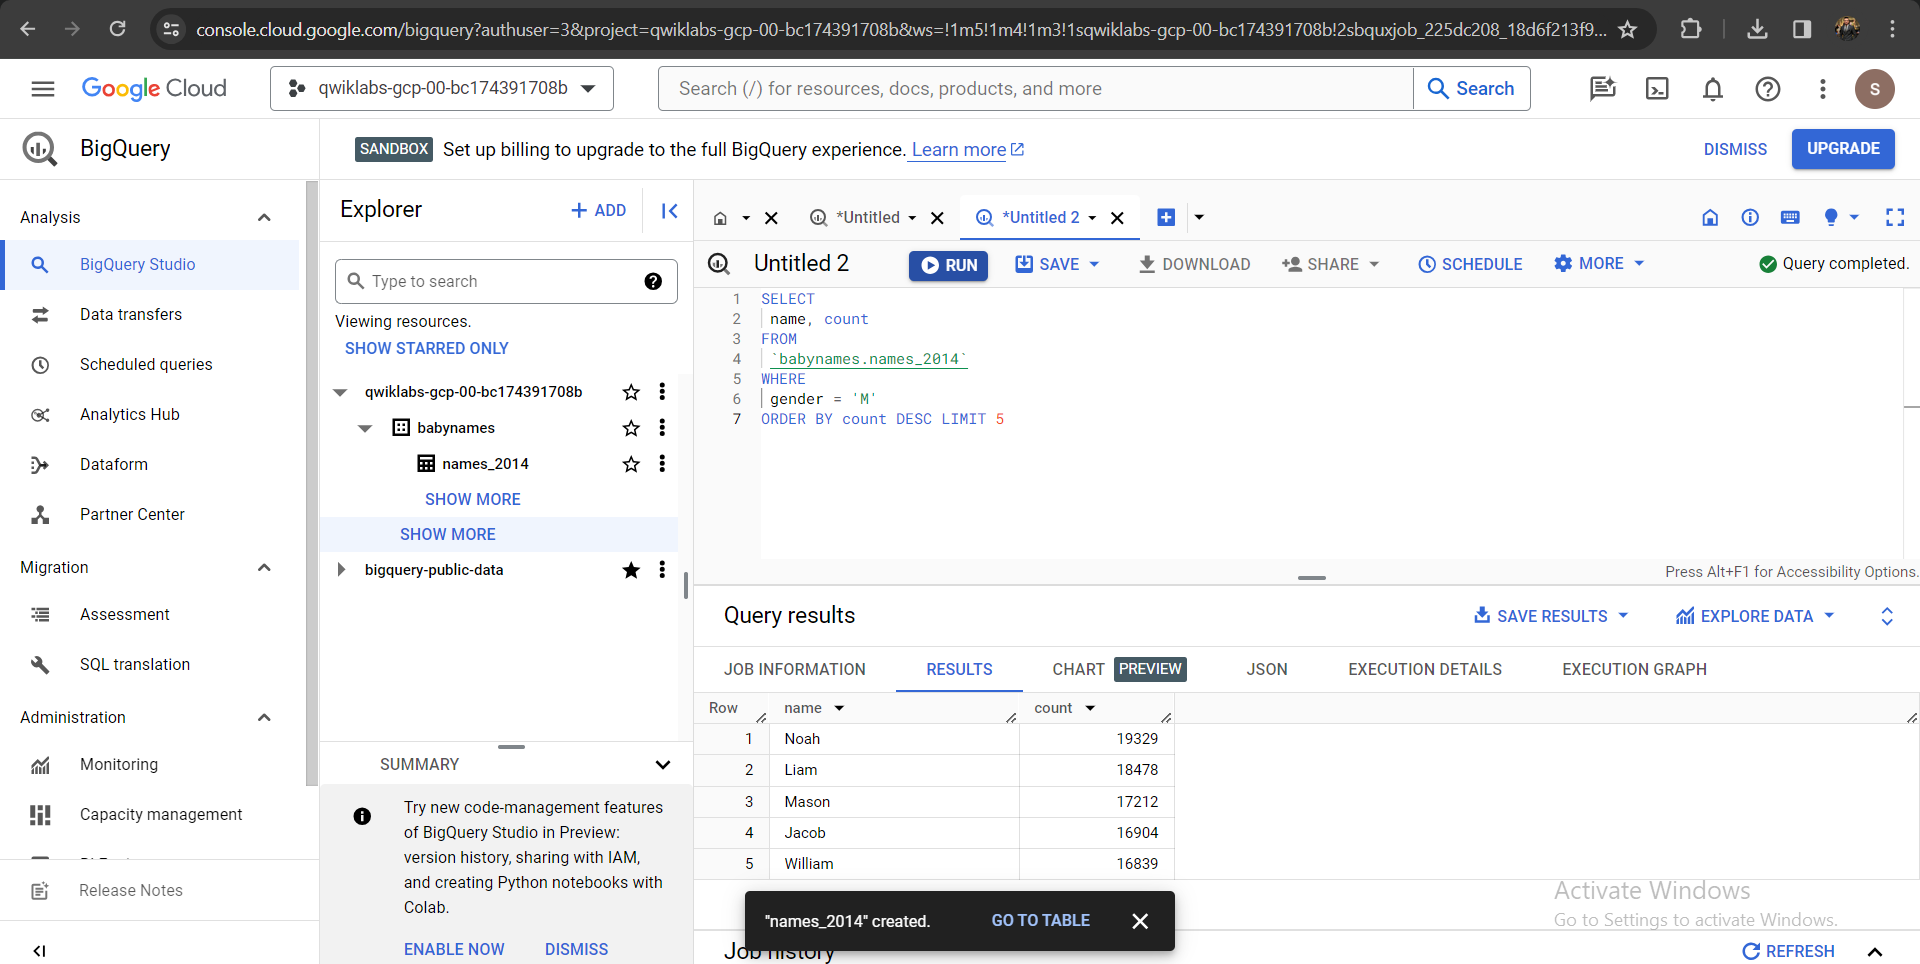 console.cloud.google.com/bigquery?authuser=3&project=qwiklabs-gcp-00-bc174391708b&ws=!1m5!1m4!1m3!1sqwiklabs-gcp-00-bc174391708b!2sbquxjob_225dc208_18d6f213f9...
Google Cloud
qwiklabs-gcp-00-bc174391708b
Search (/) for resources, docs, products, and more
Search
S
BigQuery
SANDBOX Set up billing to upgrade to the full BigQuery experience. Learn more
DISMISS
UPGRADE
Analysis
BigQuery Studio
Data transfers
Scheduled queries
Analytics Hub
Dataform
Partner Center
Migration
Assessment
SQL translation
Administration
Monitoring
Capacity management
Release Notes
Explorer
+ ADD
Type to search
Viewing resources.
SHOW STARRED ONLY
qwiklabs-gcp-00-bc174391708b
babynames
names_2014
SHOW MORE
SHOW MORE
bigquery-public-data
SUMMARY
Try new code-management features
of BigQuery Studio in Preview:
version history, sharing with IAM,
and creating Python notebooks with
Colab.
ENABLE NOW
DISMISS
*Untitled
*Untitled 2
Untitled 2
RUN
SAVE
DOWNLOAD
SHARE
SCHEDULE
MORE
Query completed.
1 SELECT
2 name, count
3 FROM
4 `babynames.names_2014`
5 WHERE
6 gender = 'M'
7 ORDER BY count DESC LIMIT 5
Press Alt+F1 for Accessibility Options.
Query results
SAVE RESULTS
EXPLORE DATA
JOB INFORMATION
RESULTS
CHART PREVIEW
JSON
EXECUTION DETAILS
EXECUTION GRAPH
Row name count
1 Noah 19329
2 Liam 18478
3 Mason 17212
4 Jacob 16904
5 William 16839
Activate Windows
Go to Settings to activate Windows.
"names_2014" created.
GO TO TABLE
Job history
REFRESH